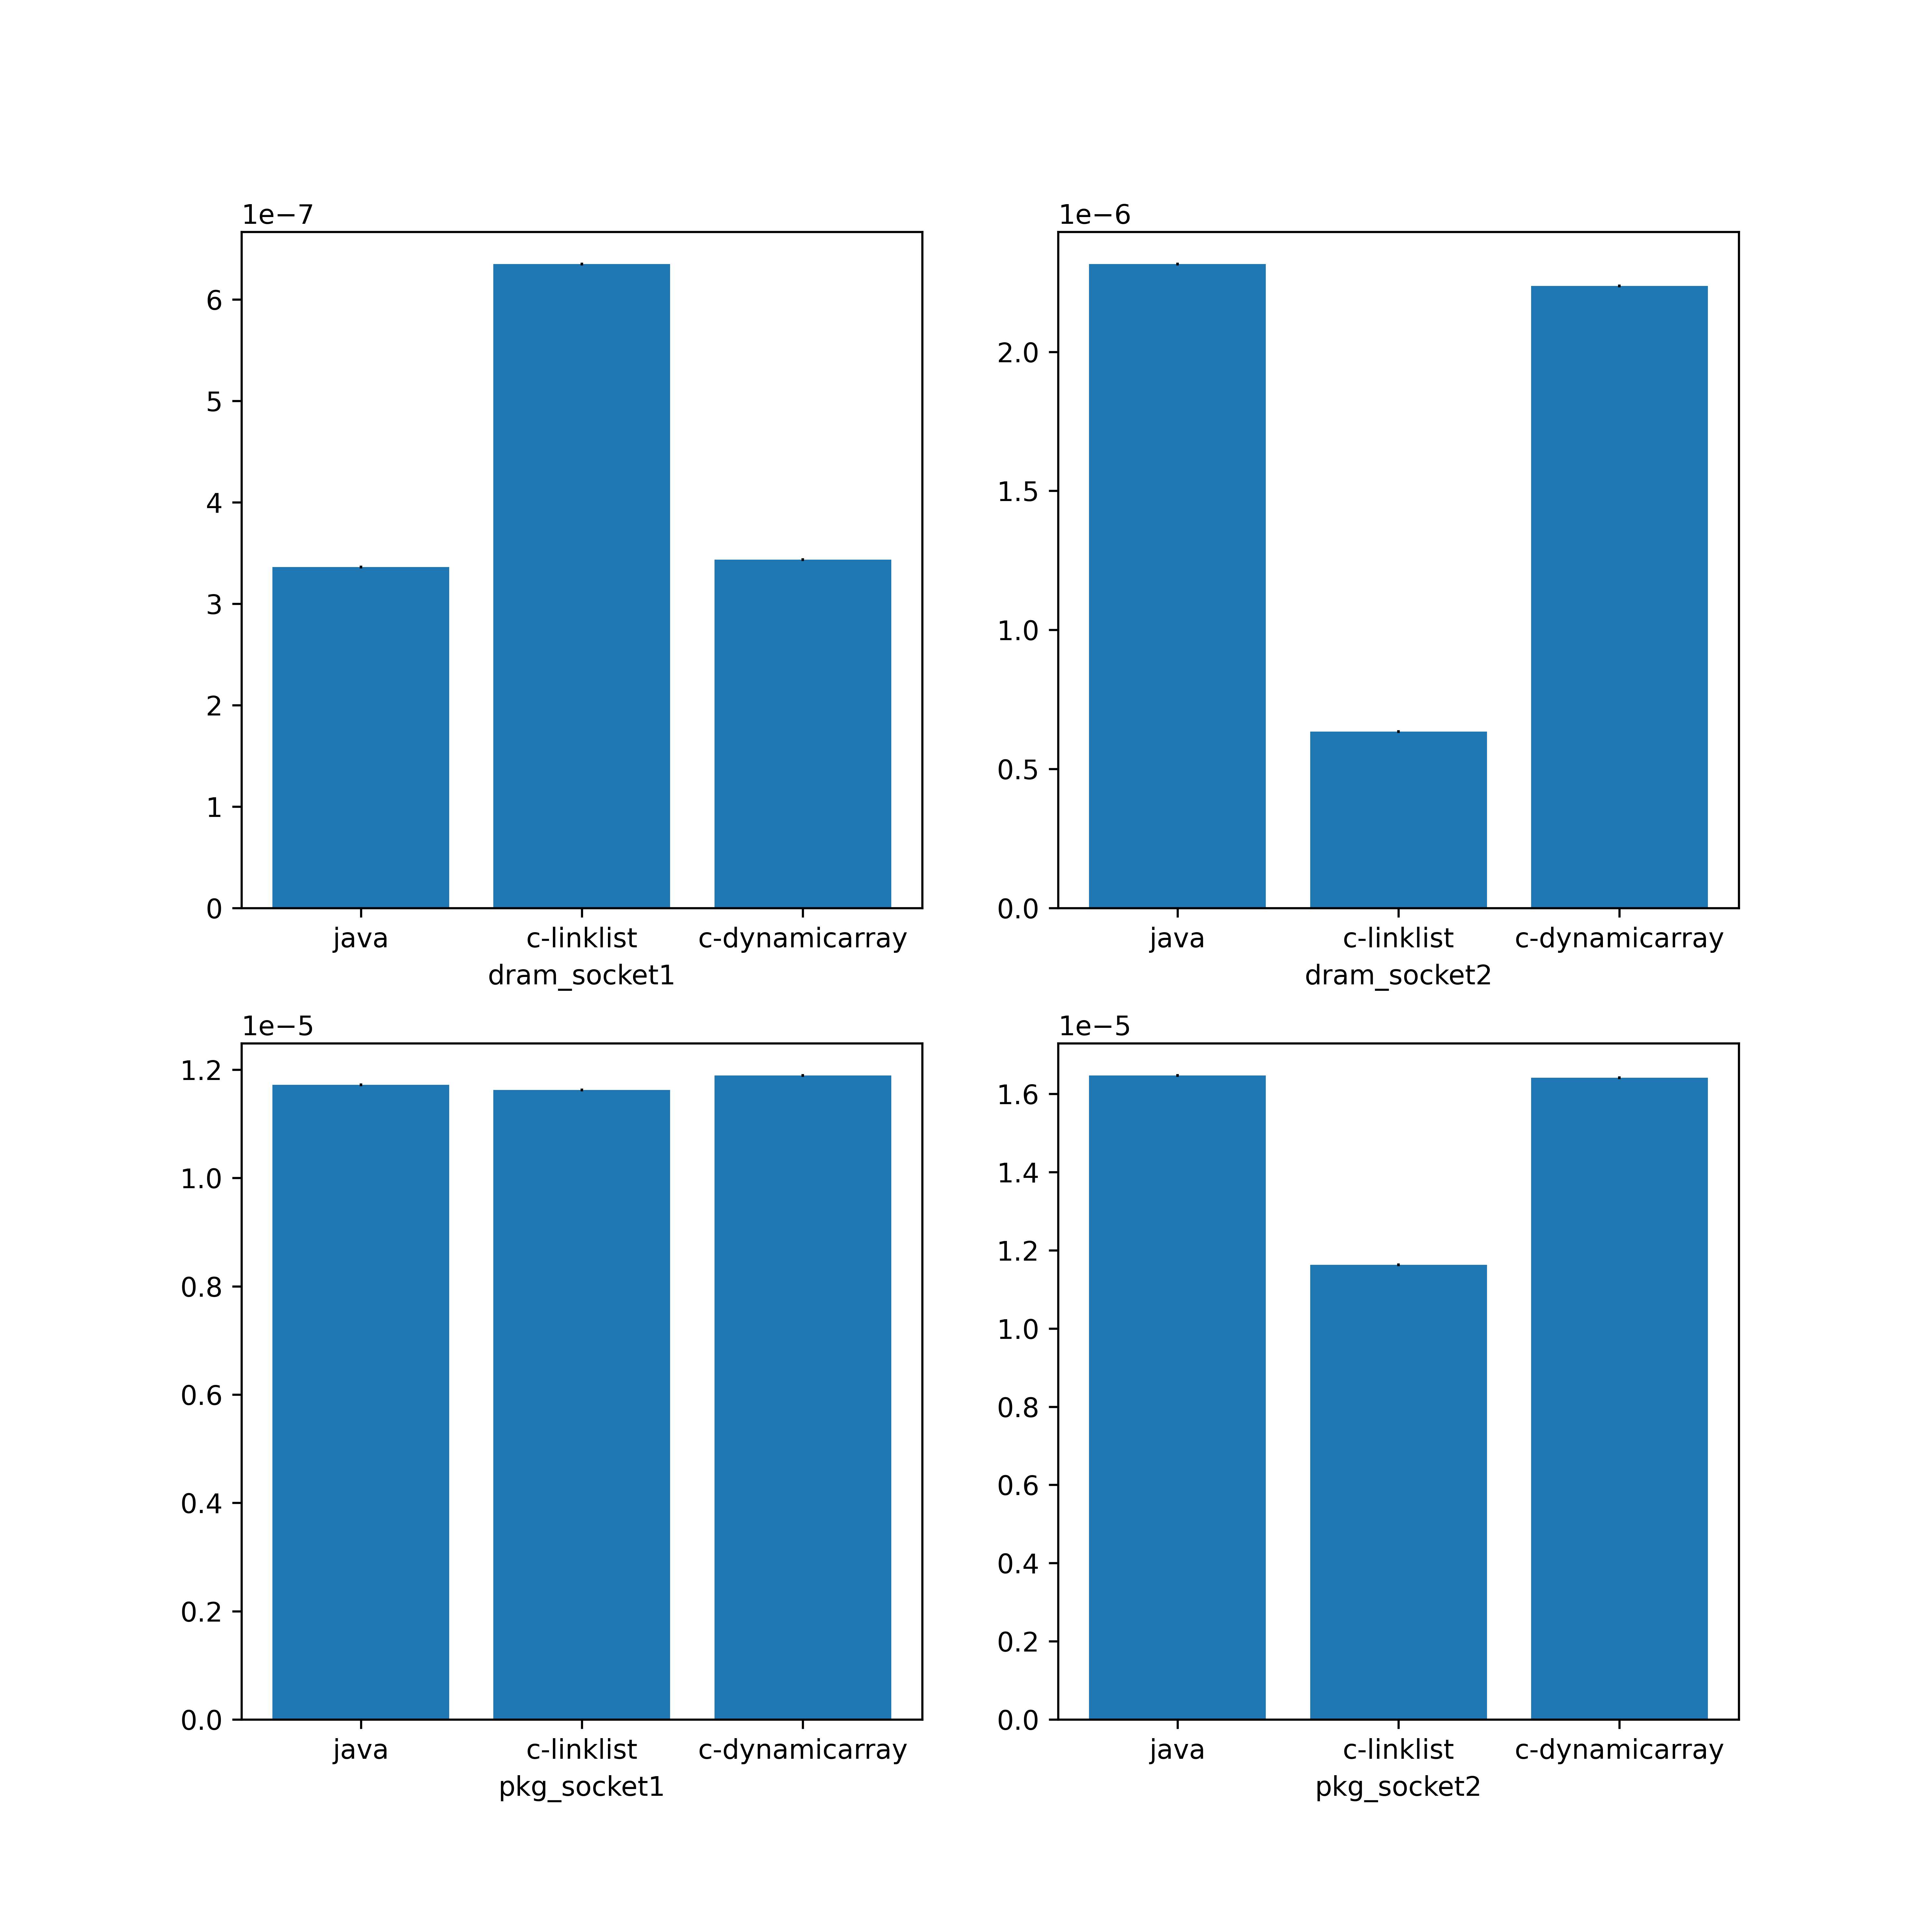 1e−7
6
5
4
3
2
1
0
java c-linklist c-dynamicarray
dram_socket1
1e−6
2.0
1.5
1.0
0.5
0.0
java c-linklist c-dynamicarray
dram_socket2
1e−5
1.2
1.0
0.8
0.6
0.4
0.2
0.0
java c-linklist c-dynamicarray
pkg_socket1
1e−5
1.6
1.4
1.2
1.0
0.8
0.6
0.4
0.2
0.0
java c-linklist c-dynamicarray
pkg_socket2